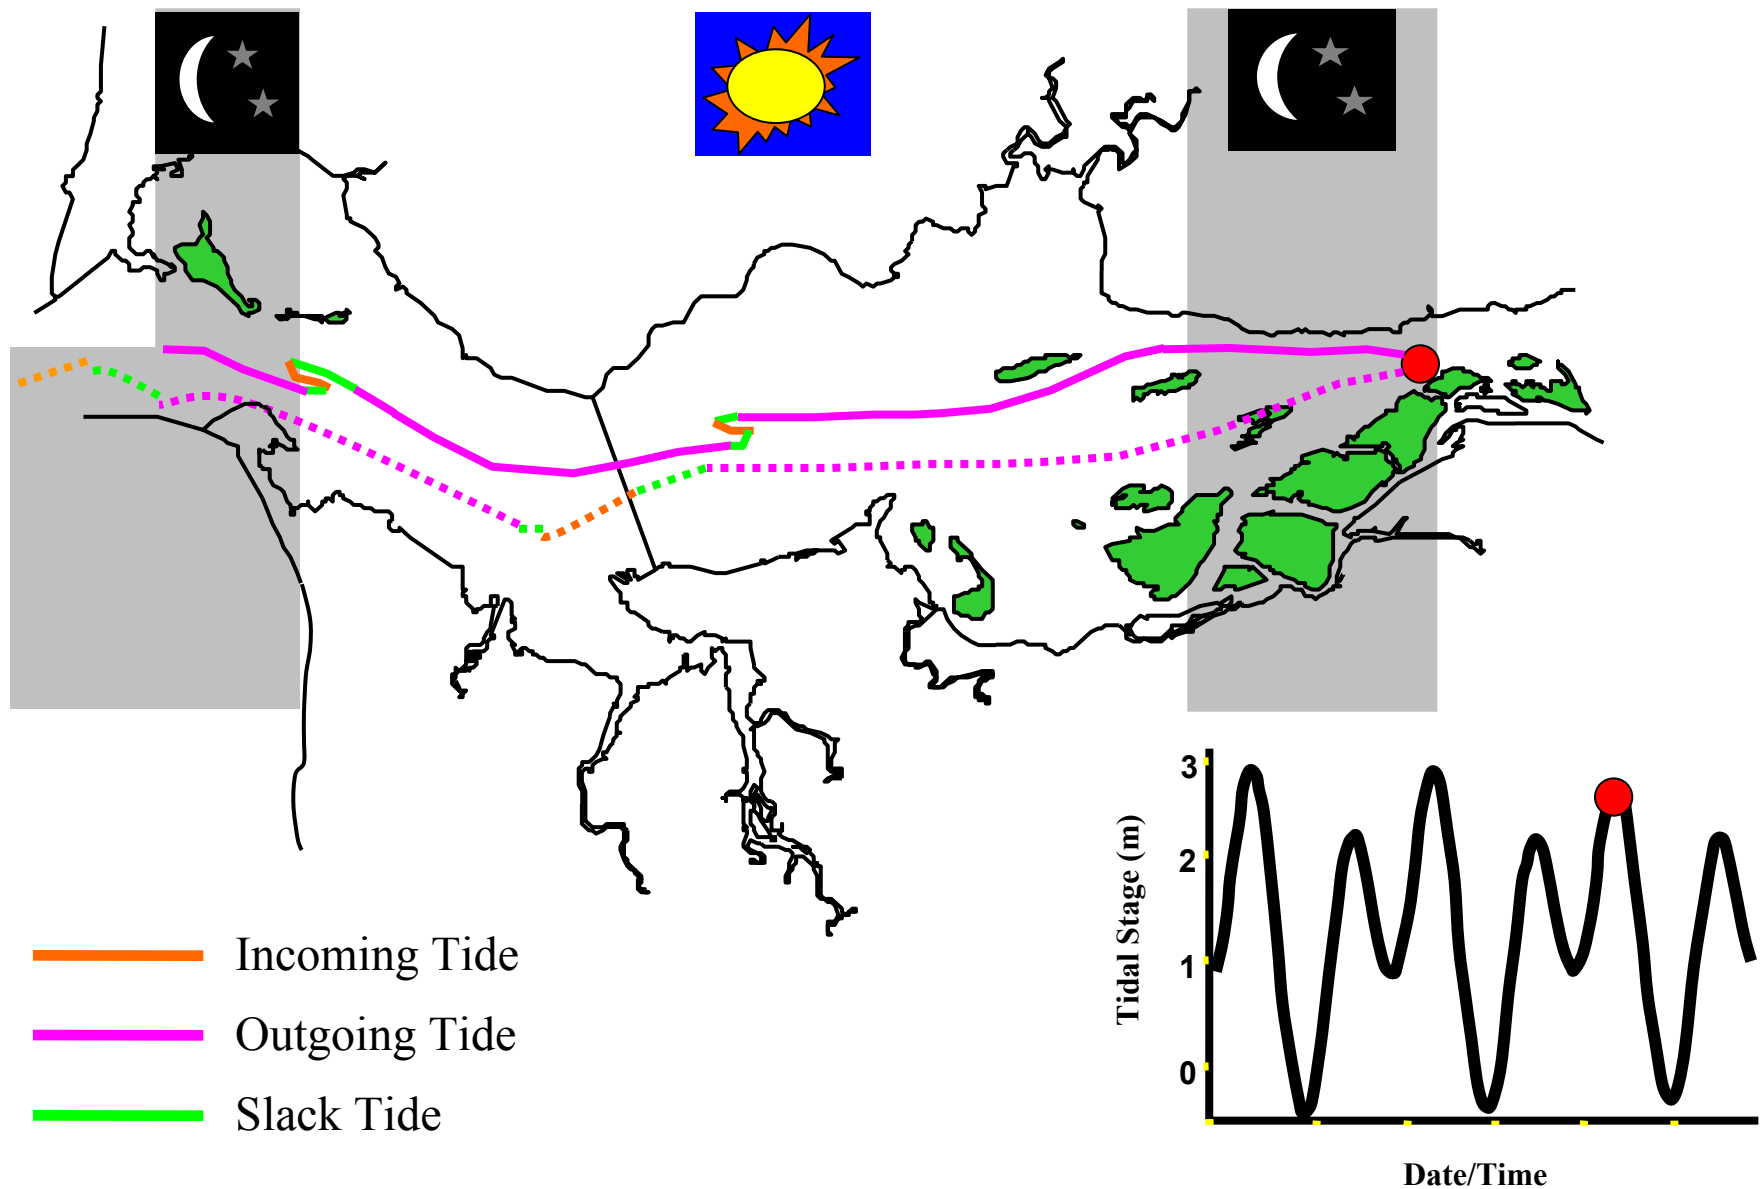 Incoming Tide
Outgoing Tide
Slack Tide
Tidal Stage (m)
3
2
1
0
Date/Time